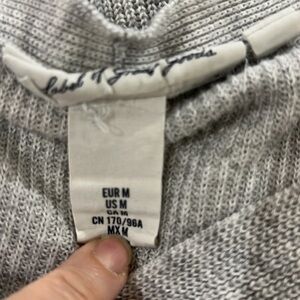 Label of Graded Goods
EUR M
US M
CN 170/96A
MX M